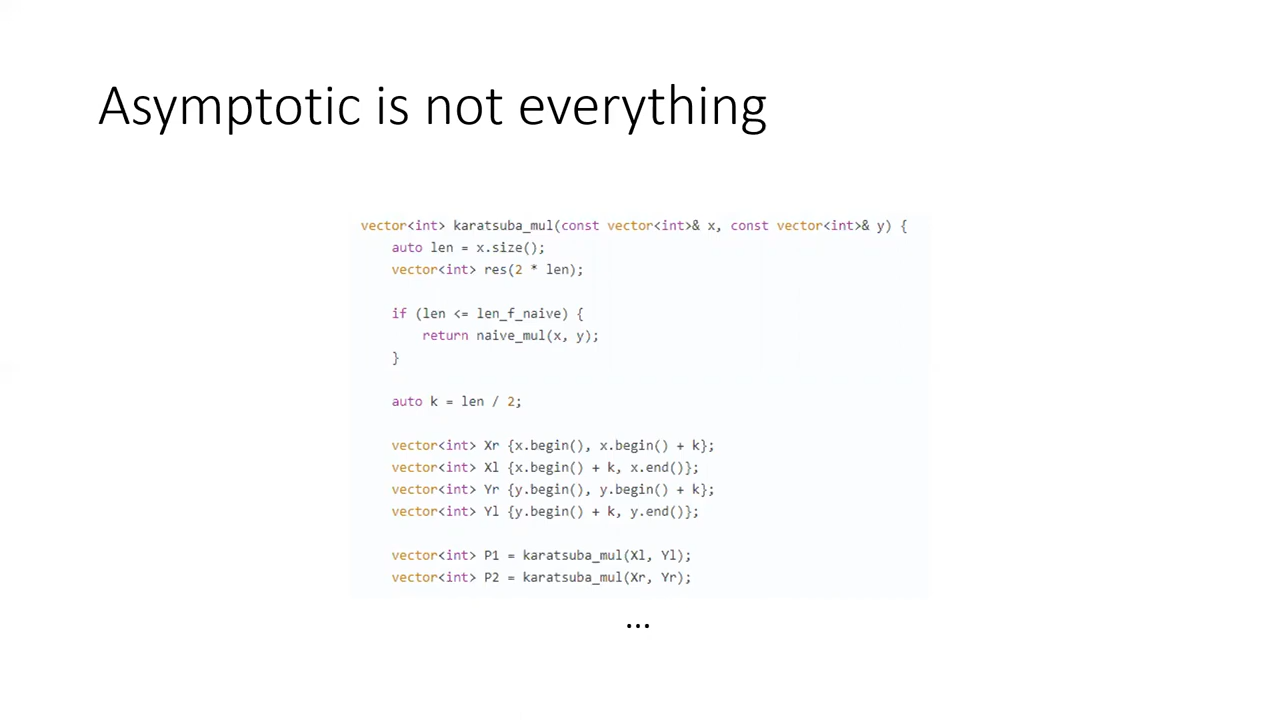 Asymptotic is not everything
vector<int> karatsuba_mul(const vector<int>& x, const vector<int>& y) {
auto len = x.size();
vector<int> res(2 * len);
if (len <= len_f_naive) {
return naive_mul(x, y);
}
auto k = len / 2;
vector<int> Xr {x.begin(), x.begin() + k};
vector<int> Xl {x.begin() + k, x.end()};
vector<int> Yr {y.begin(), y.begin() + k};
vector<int> Yl {y.begin() + k, y.end()};
vector<int> P1 = karatsuba_mul(Xl, Yl);
vector<int> P2 = karatsuba_mul(Xr, Yr);
...